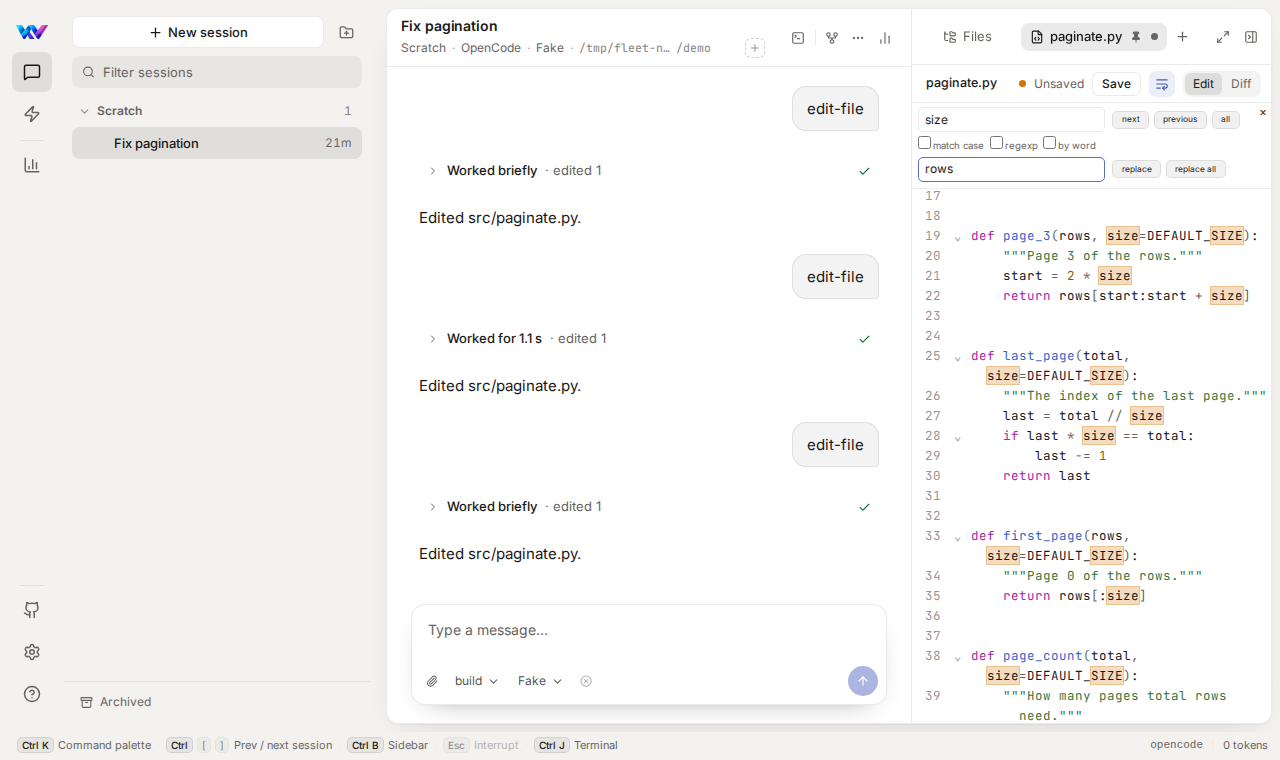 New session
Filter sessions
Scratch 1
Fix pagination 21m
Archived
Fix pagination
Scratch · OpenCode · Fake · /tmp/fleet-n… /demo
edit-file
Worked briefly · edited 1
Edited src/paginate.py.
edit-file
Worked for 1.1 s · edited 1
Edited src/paginate.py.
edit-file
Worked briefly · edited 1
Edited src/paginate.py.
Type a message...
build Fake
Files paginate.py
paginate.py Unsaved Save Edit Diff
size next previous all ×
match case regexp by word
rows replace replace all
17
18
19 def page_3(rows, size=DEFAULT_SIZE):
20 """Page 3 of the rows."""
21 start = 2 * size
22 return rows[start:start + size]
23
24
25 def last_page(total,
size=DEFAULT_SIZE):
26 """The index of the last page."""
27 last = total // size
28 if last * size == total:
29 last -= 1
30 return last
31
32
33 def first_page(rows,
size=DEFAULT_SIZE):
34 """Page 0 of the rows."""
35 return rows[:size]
36
37
38 def page_count(total,
size=DEFAULT_SIZE):
39 """How many pages total rows
need."""
Ctrl K Command palette Ctrl [ ] Prev / next session Ctrl B Sidebar Esc Interrupt Ctrl J Terminal opencode 0 tokens